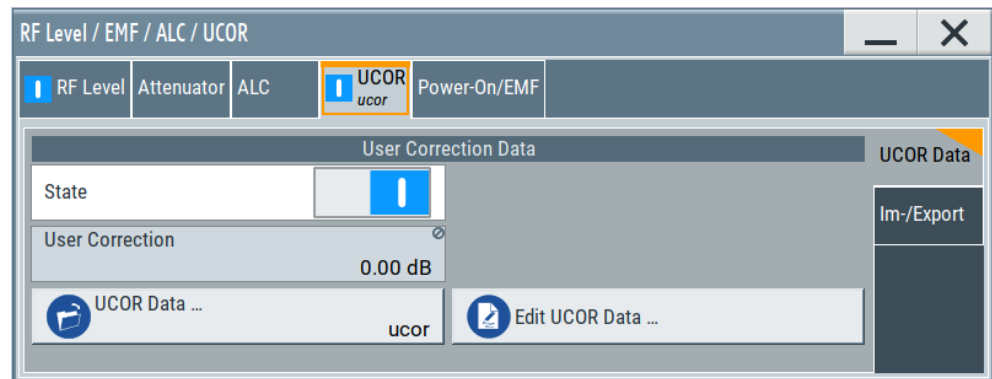 RF Level / EMF / ALC / UCOR
RF Level Attenuator ALC UCOR Power-On/EMF
ucor
User Correction Data
UCOR Data
State
Im-/Export
User Correction
0.00 dB
UCOR Data ...
ucor
Edit UCOR Data ...